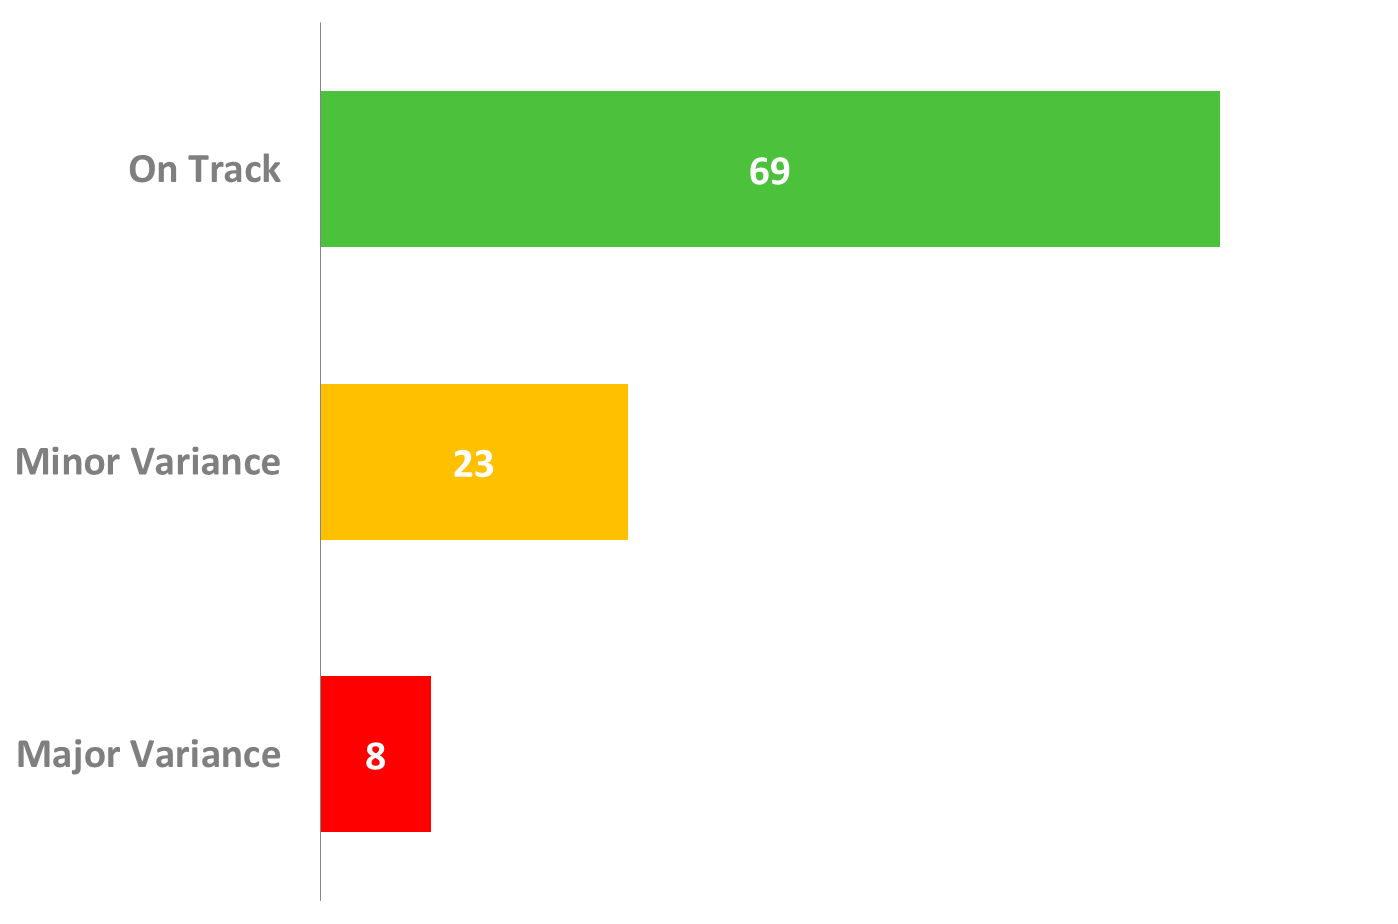 On Track
69
Minor Variance
23
Major Variance
8